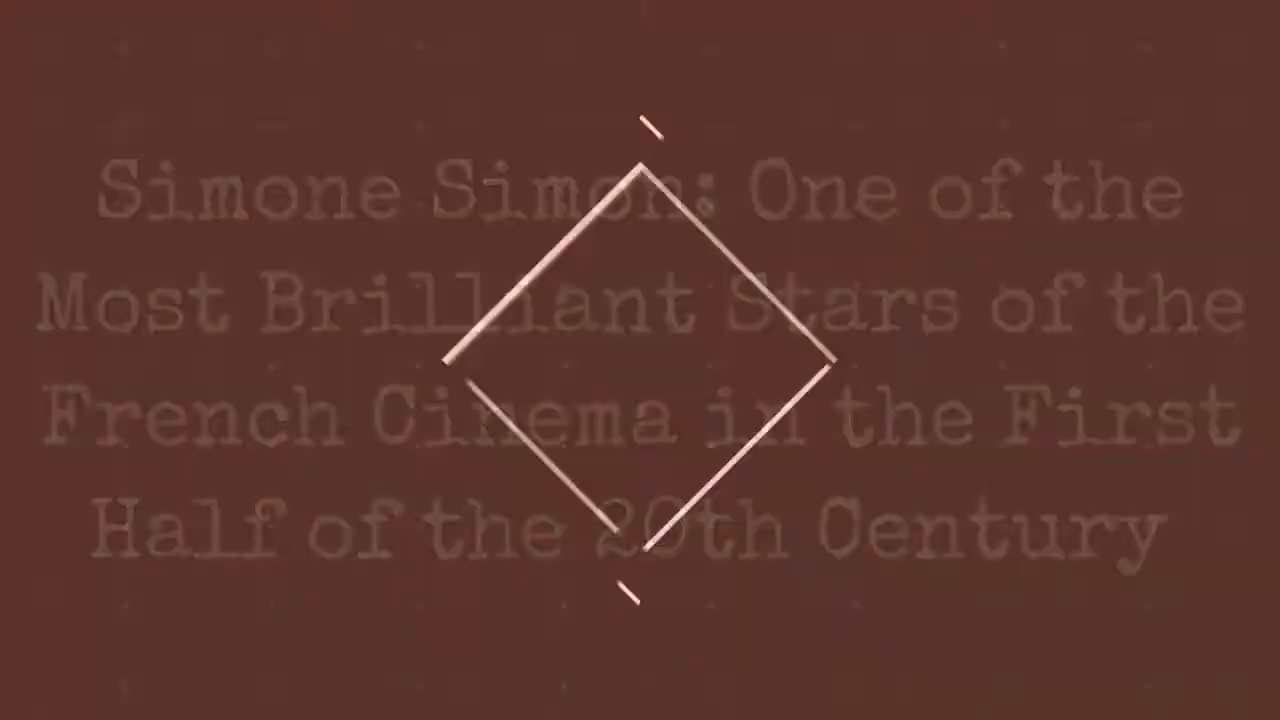 Simone Simon: One of the
Most Brilliant Stars of the
French Cinema in the First
Half of the 20th Century